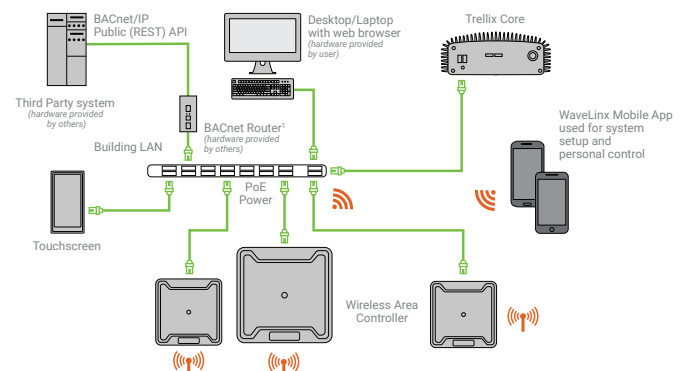 BACnet/IP
Public (REST) API
Desktop/Laptop
with web browser
(hardware provided
by user)
Trellix Core
Third Party system
(hardware provided
by others)
BACnet Router¹
(hardware provided
by others)
Building LAN
WaveLinx Mobile App
used for system
setup and
personal control
PoE
Power
Touchscreen
Wireless Area
Controller